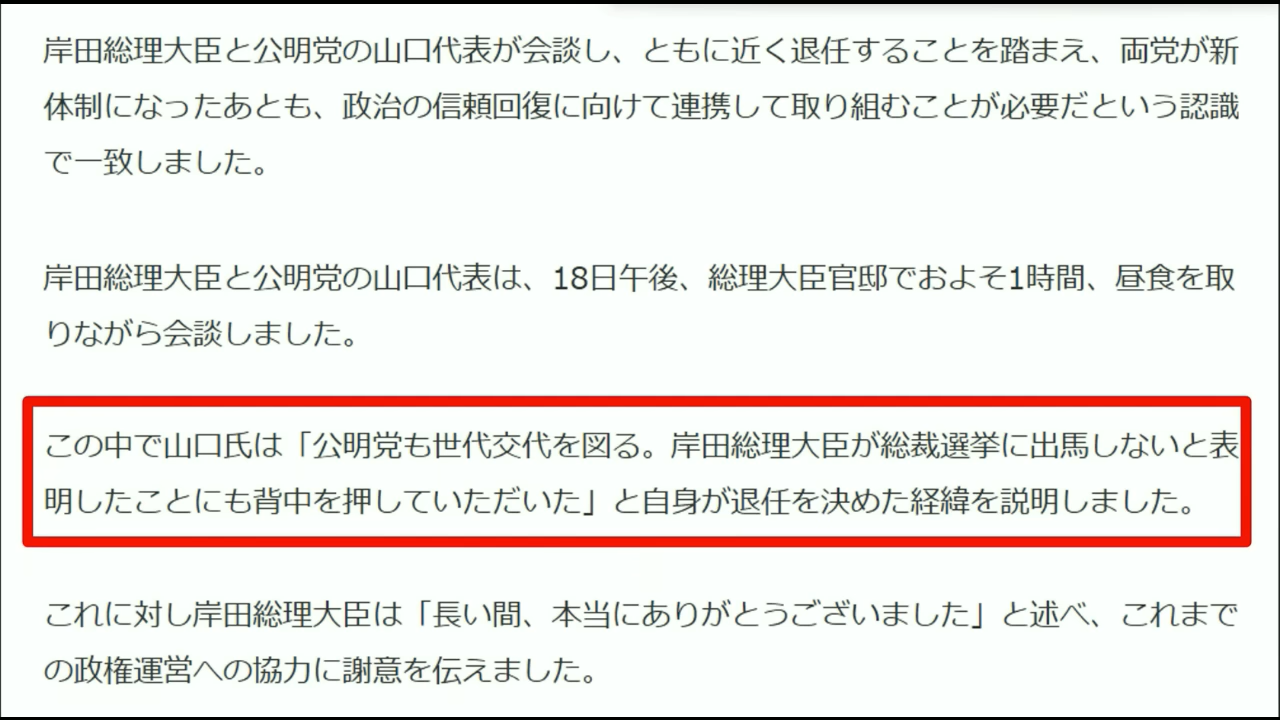 岸田総理大臣と公明党の山口代表が会談し、ともに近く退任することを踏まえ、両党が新
体制になったあとも、政治の信頼回復に向けて連携して取り組むことが必要だという認識
で一致しました。
岸田総理大臣と公明党の山口代表は、18日午後、総理大臣官邸でおよそ1時間、昼食を取
りながら会談しました。
この中で山口氏は「公明党も世代交代を図る。岸田総理大臣が総裁選挙に出馬しないと表
明したことにも背中を押していただいた」と自身が退任を決めた経緯を説明しました。
これに対し岸田総理大臣は「長い間、本当にありがとうございました」と述べ、これまで
の政権運営への協力に謝意を伝えました。